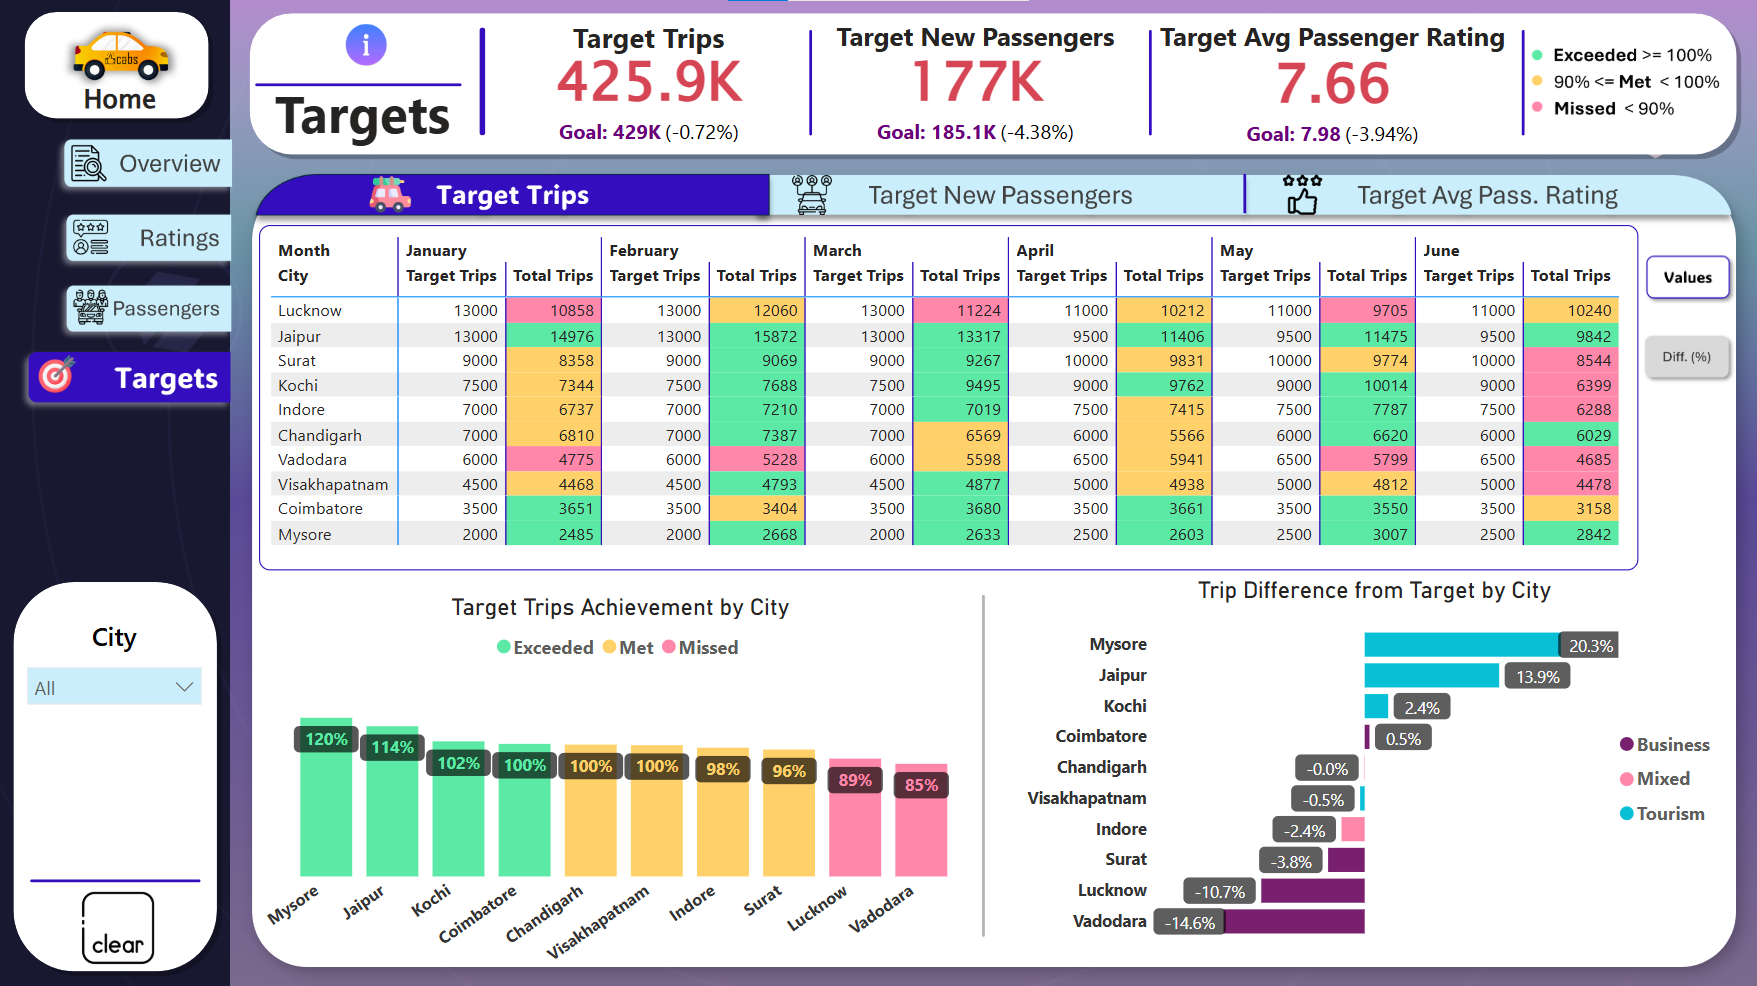 cabs
Home
Overview
Ratings
Passengers
Targets
City
All
clear
i
Targets
Target Trips
425.9K
Goal: 429K (-0.72%)
Target New Passengers
177K
Goal: 185.1K (-4.38%)
Target Avg Passenger Rating
7.66
Goal: 7.98 (-3.94%)
Exceeded >= 100%
90% <= Met < 100%
Missed < 90%
Target Trips
Target New Passengers
Target Avg Pass. Rating
Month January February March April May June
City Target Trips Total Trips Target Trips Total Trips Target Trips Total Trips Target Trips Total Trips Target Trips Total Trips Target Trips Total Trips
Lucknow 13000 10858 13000 12060 13000 11224 11000 10212 11000 9705 11000 10240
Jaipur 13000 14976 13000 15872 13000 13317 9500 11406 9500 11475 9500 9842
Surat 9000 8358 9000 9069 9000 9267 10000 9831 10000 9774 10000 8544
Kochi 7500 7344 7500 7688 7500 9495 9000 9762 9000 10014 9000 6399
Indore 7000 6737 7000 7210 7000 7019 7500 7415 7500 7787 7500 6288
Chandigarh 7000 6810 7000 7387 7000 6569 6000 5566 6000 6620 6000 6029
Vadodara 6000 4775 6000 5228 6000 5598 6500 5941 6500 5799 6500 4685
Visakhapatnam 4500 4468 4500 4793 4500 4877 5000 4938 5000 4812 5000 4478
Coimbatore 3500 3651 3500 3404 3500 3680 3500 3661 3500 3550 3500 3158
Mysore 2000 2485 2000 2668 2000 2633 2500 2603 2500 3007 2500 2842
Values
Diff. (%)
Target Trips Achievement by City
Exceeded Met Missed
120% 114% 102% 100% 100% 100% 98% 96% 89% 85%
Mysore Jaipur Kochi Coimbatore Chandigarh Visakhapatnam Indore Surat Lucknow Vadodara
Trip Difference from Target by City
Mysore 20.3%
Jaipur 13.9%
Kochi 2.4%
Coimbatore 0.5%
Chandigarh -0.0%
Visakhapatnam -0.5%
Indore -2.4%
Surat -3.8%
Lucknow -10.7%
Vadodara -14.6%
Business
Mixed
Tourism